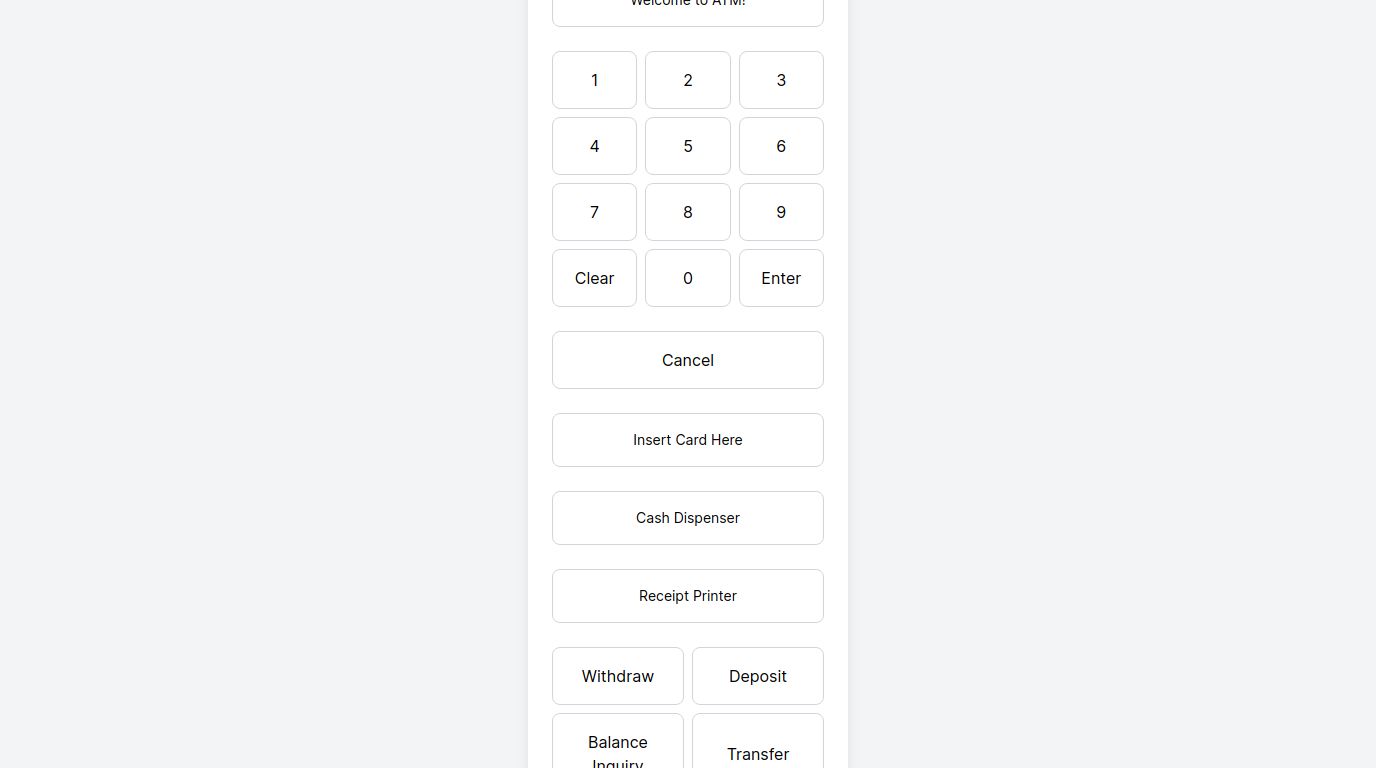 Welcome to ATM!
1 2 3
4 5 6
7 8 9
Clear 0 Enter
Cancel
Insert Card Here
Cash Dispenser
Receipt Printer
Withdraw Deposit
Balance
Inquiry Transfer